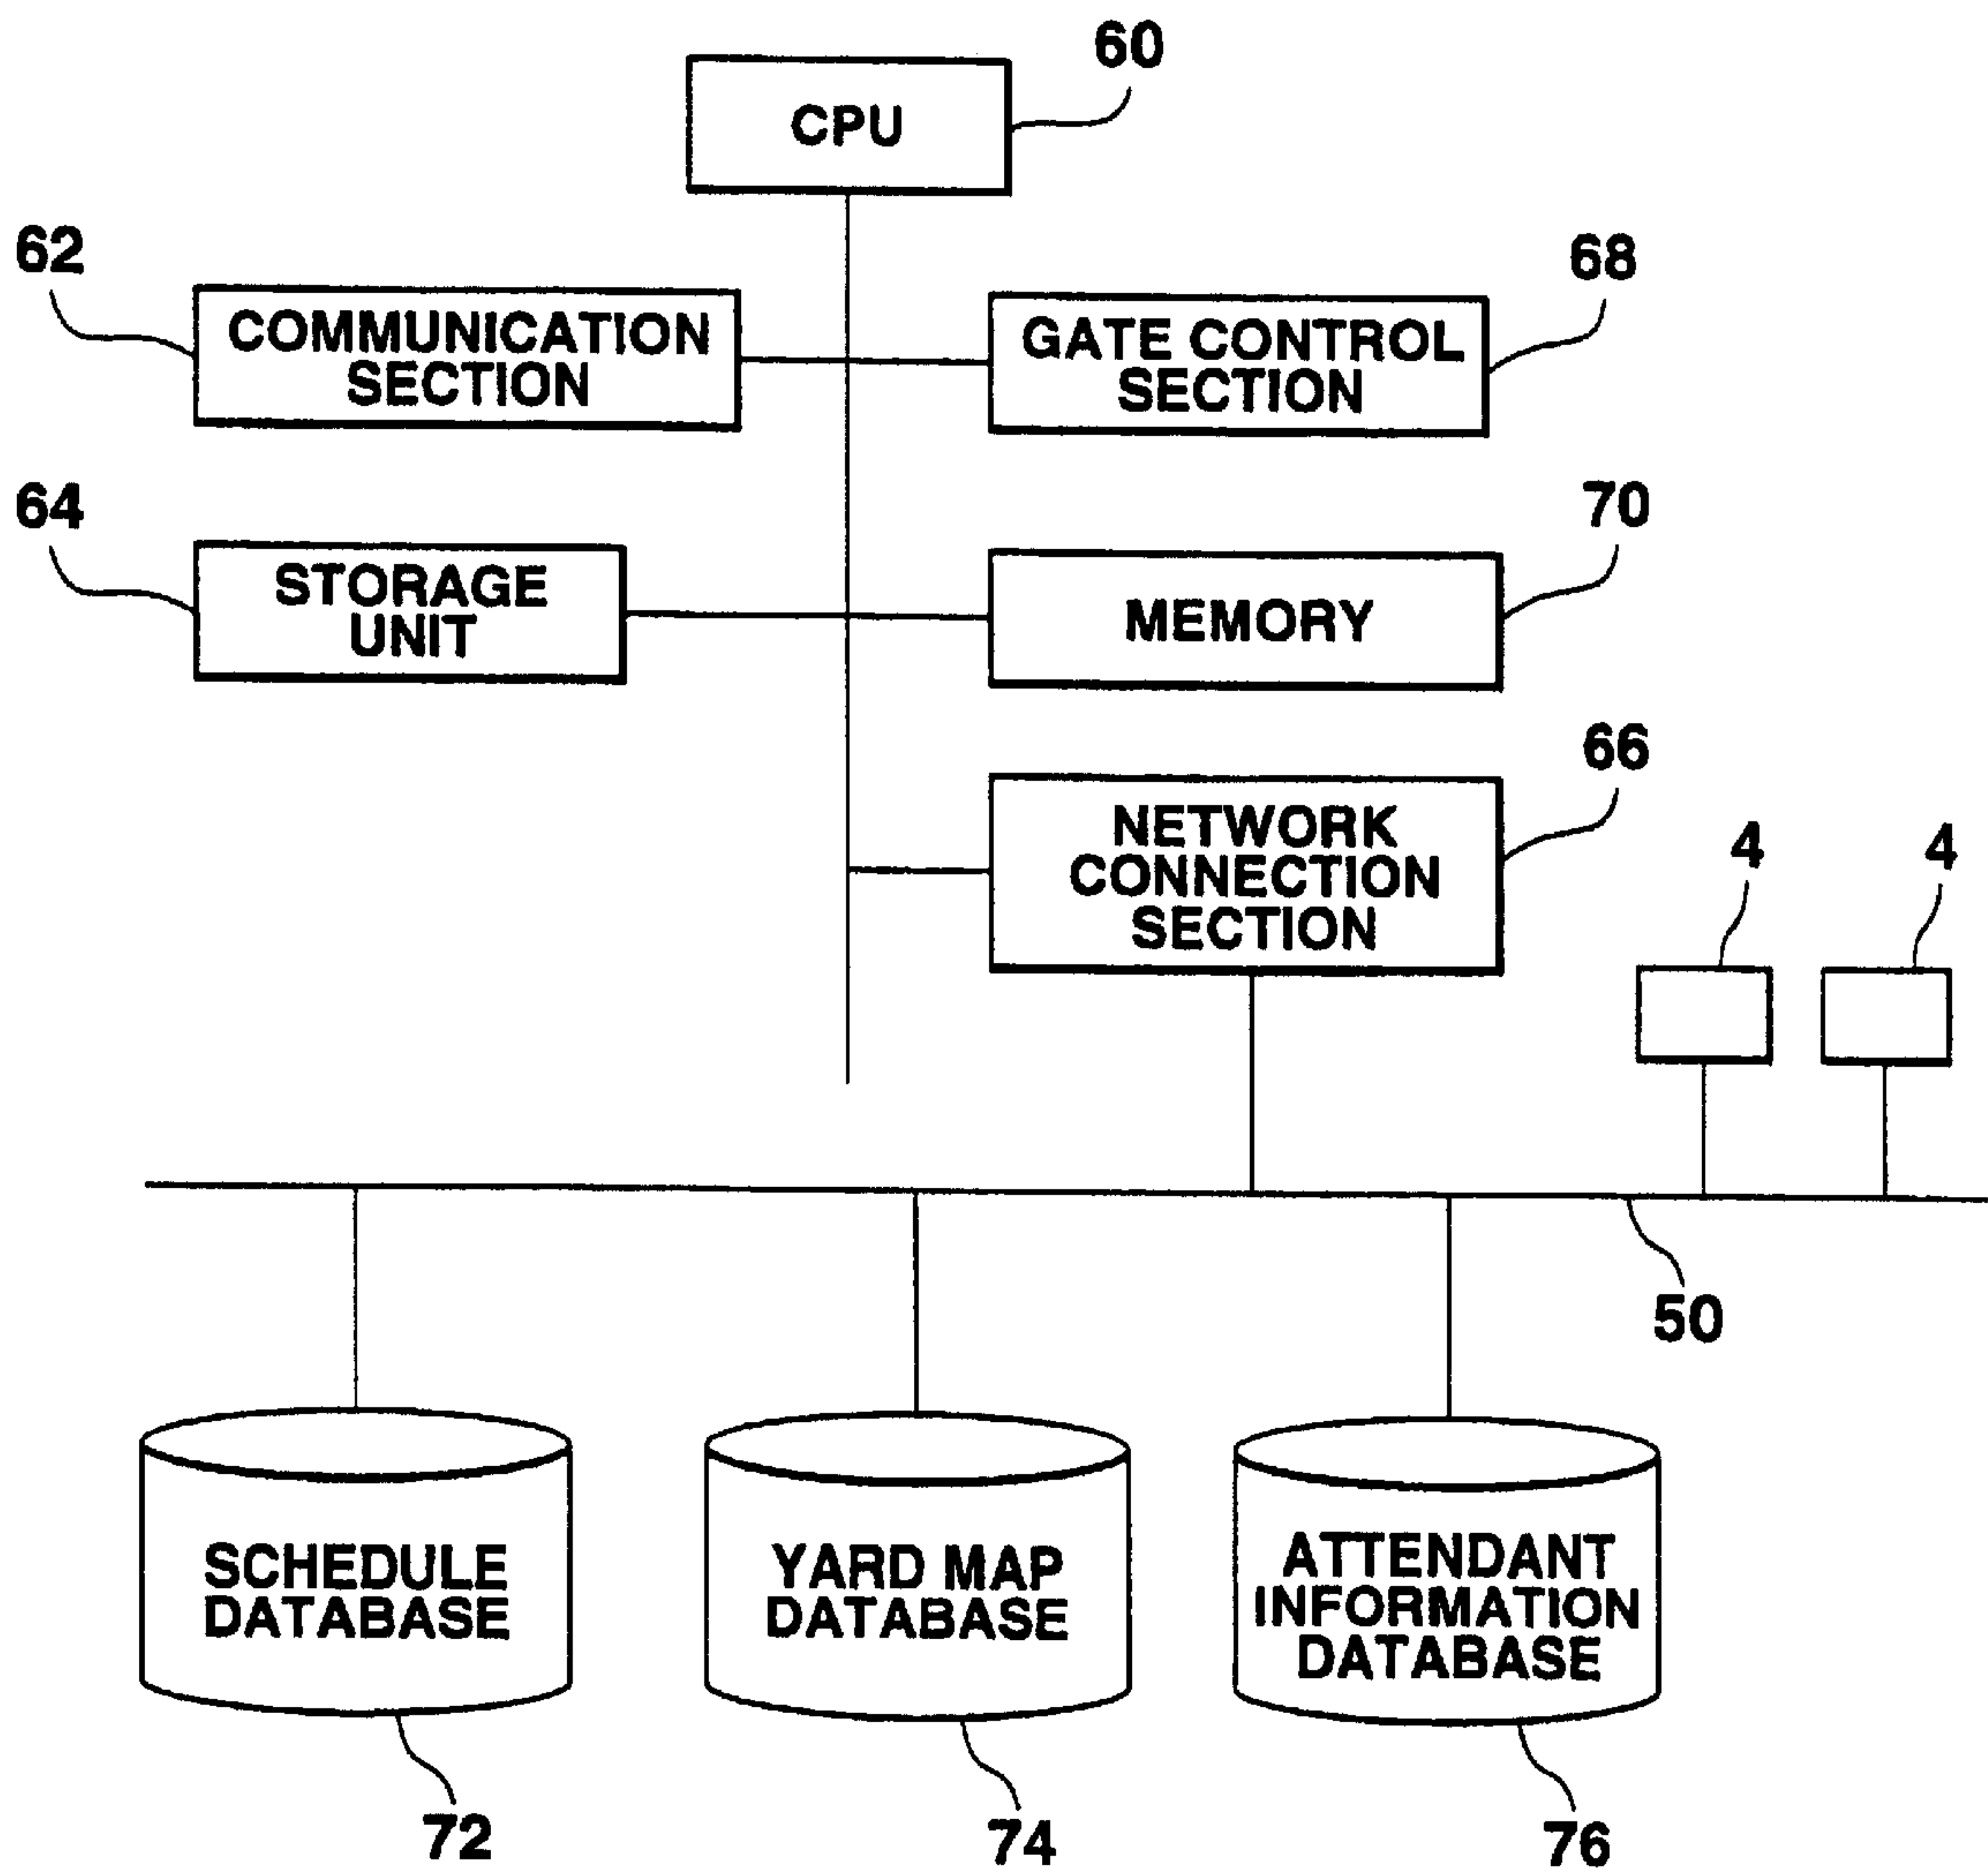 60
CPU
62
COMMUNICATION
SECTION
68
GATE CONTROL
SECTION
64
STORAGE
UNIT
70
MEMORY
66
NETWORK
CONNECTION
SECTION
4
4
50
SCHEDULE
DATABASE
YARD MAP
DATABASE
ATTENDANT
INFORMATION
DATABASE
72
74
76